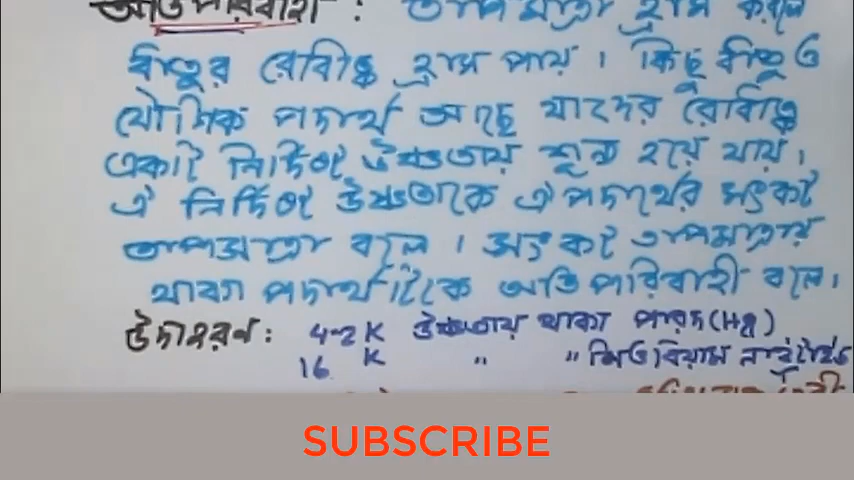 অতিপরিবাহী : তাপমাত্রা হ্রাস করলে
ধাতুর রোধিত্ব হ্রাস পায়। কিছু ধাতু ও
যৌগিক পদার্থ আছে যাদের রোধিত্ব
একটি নির্দিষ্ট উষ্ণতায় শূন্য হয়ে যায়।
ঐ নির্দিষ্ট উষ্ণতাকে ঐ পদার্থের সংকট
তাপমাত্রা বলে। সংকট তাপমাত্রায়
থাকা পদার্থটিকে অতিপরিবাহী বলে।
উদাহরণ: 4.2 K উষ্ণতায় থাকা পারদ(Hg)
16 K " " নিওবিয়াম নাইট্রাইড
SUBSCRIBE